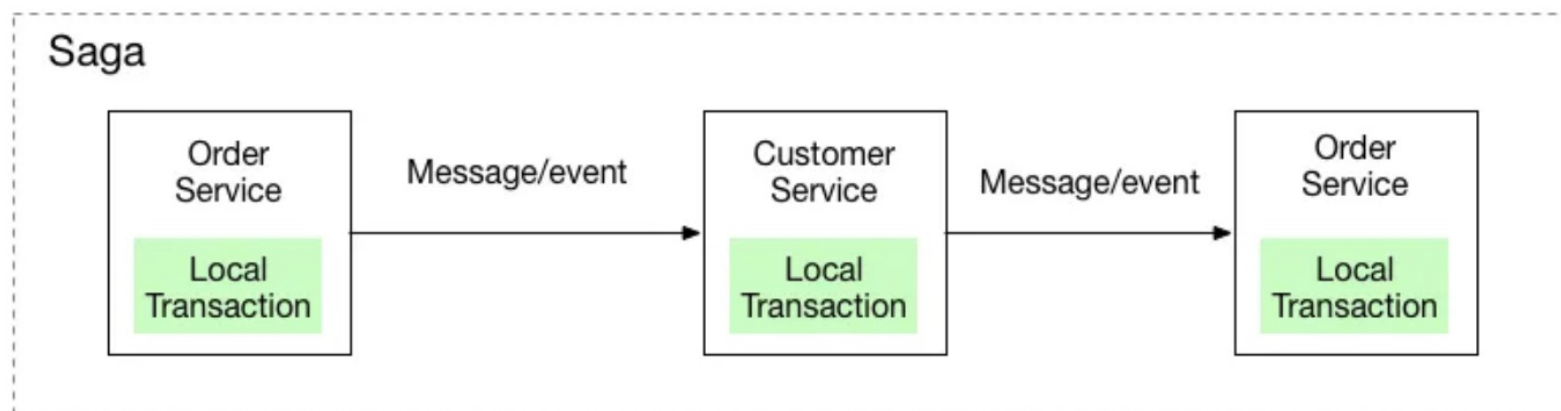 Saga
Order
Service
Local
Transaction
Message/event
Customer
Service
Local
Transaction
Message/event
Order
Service
Local
Transaction